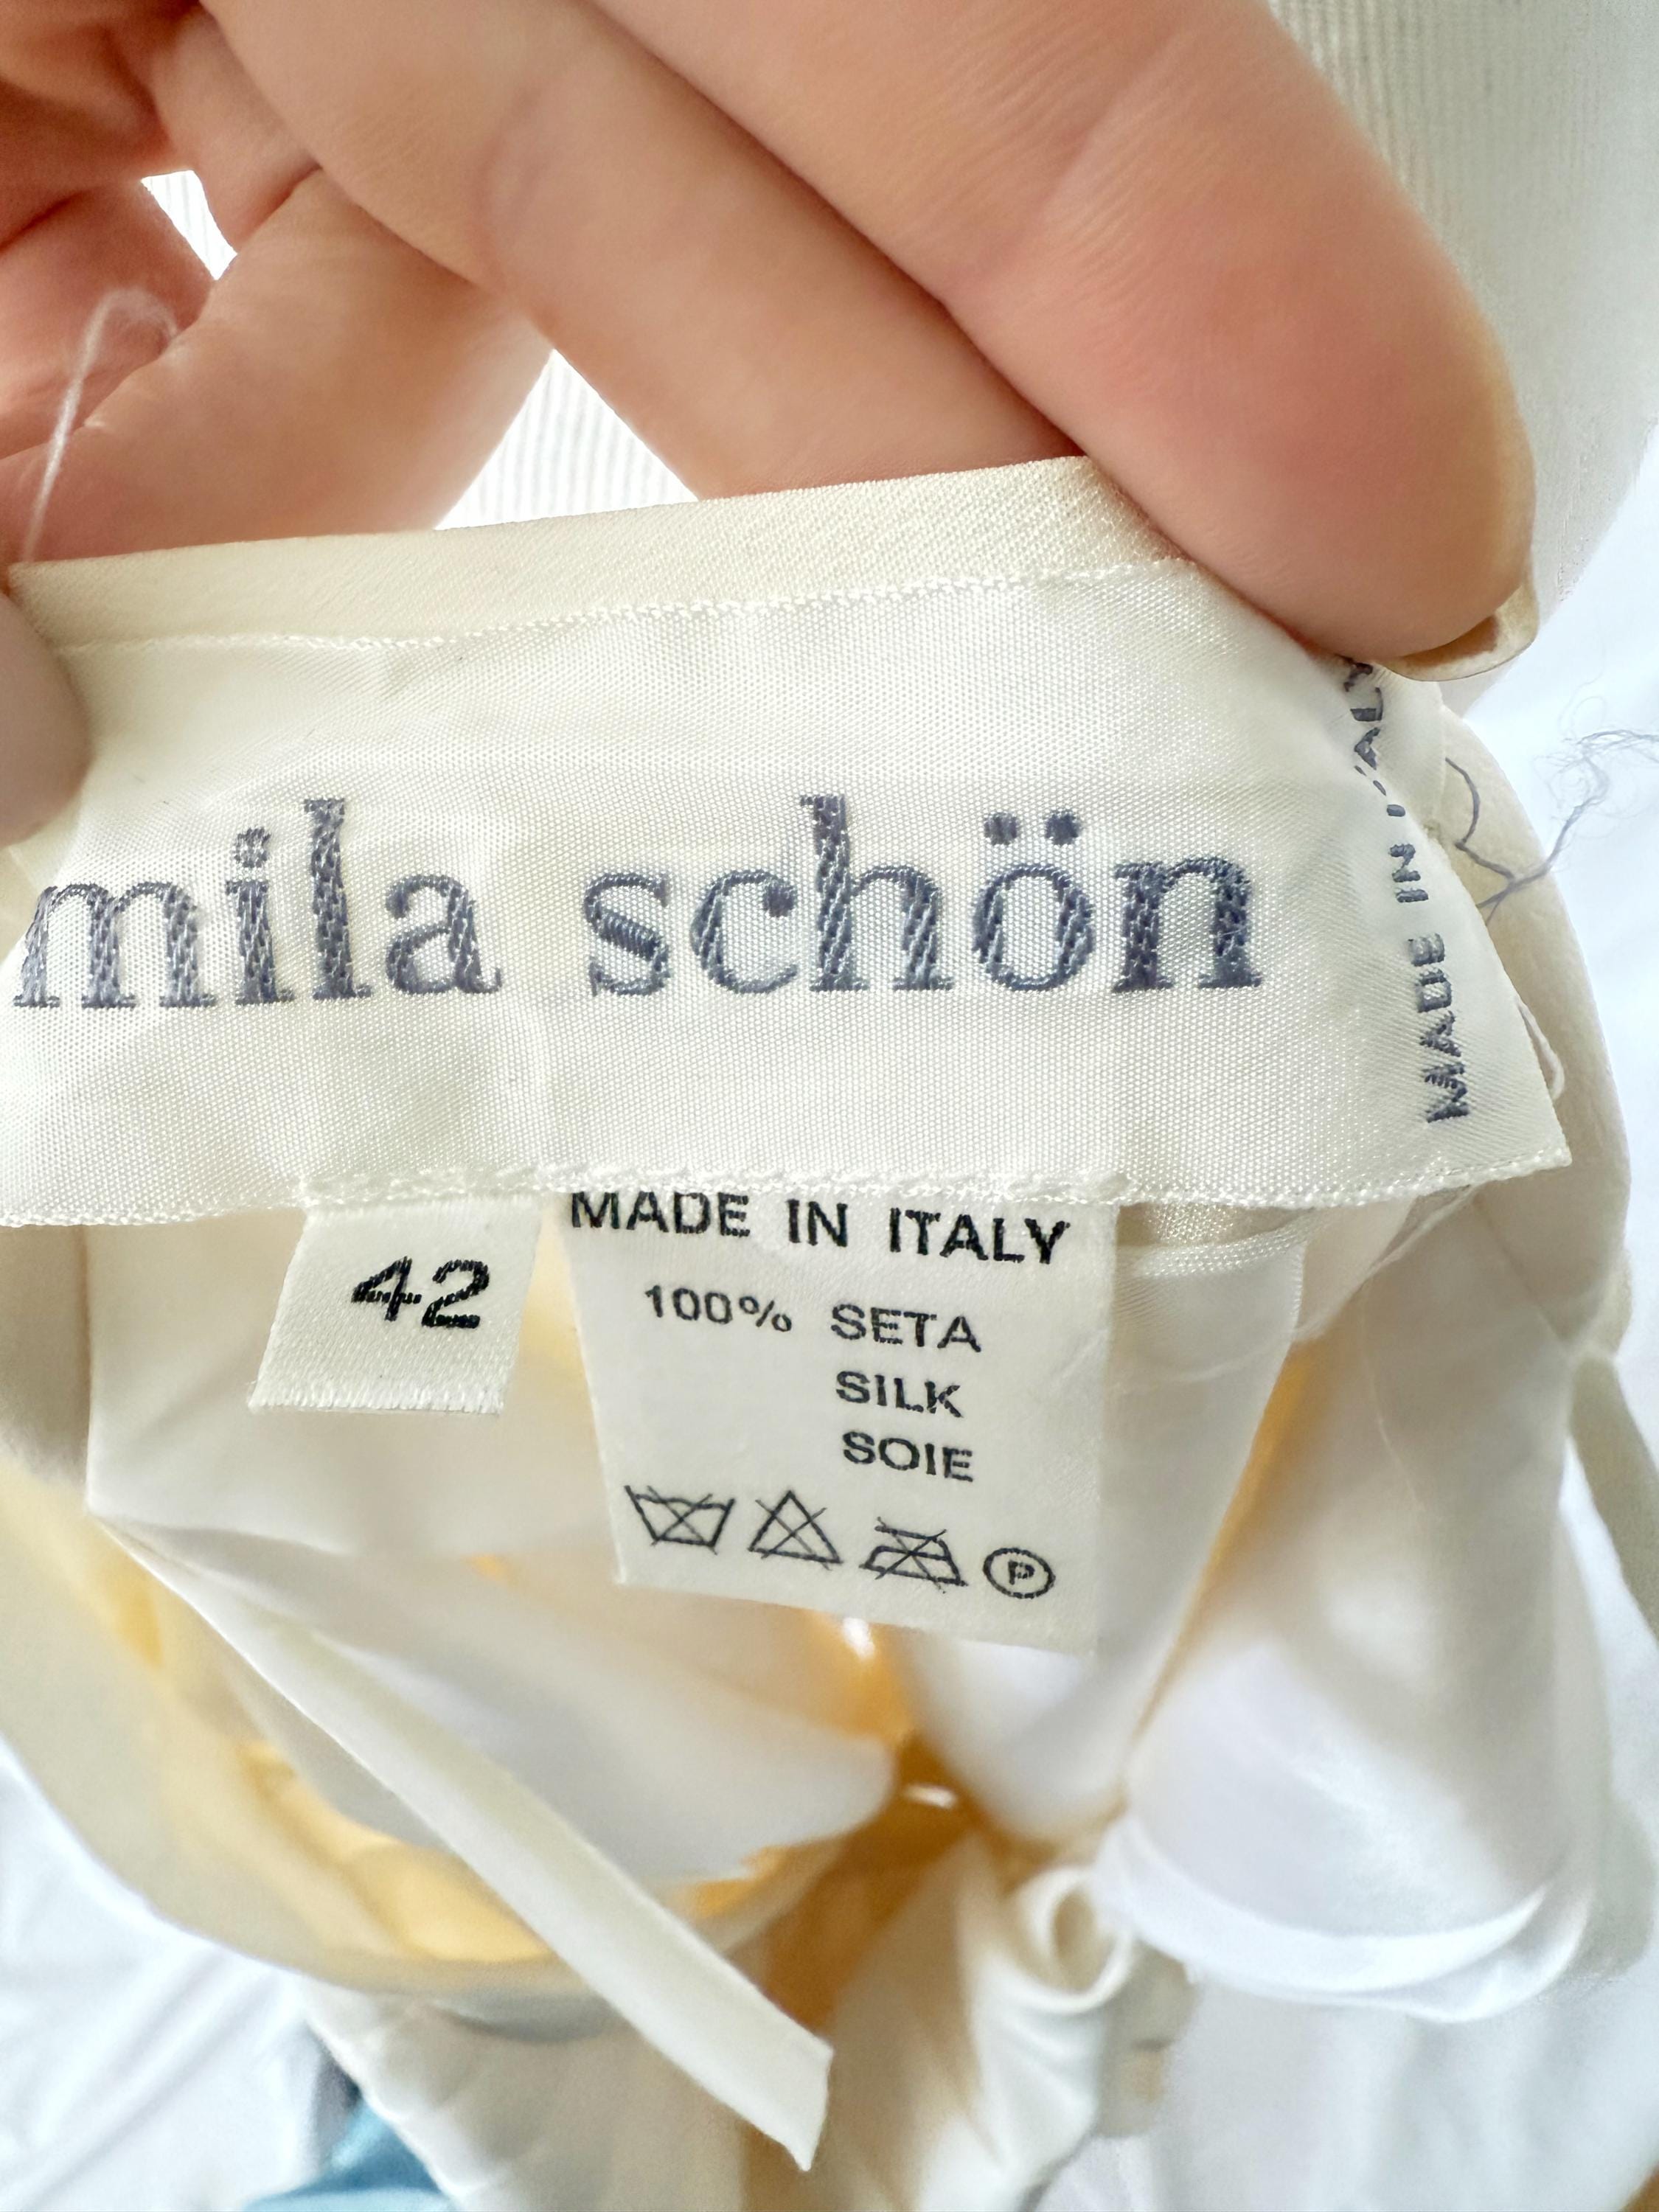 mila schön
MADE IN ITALY
42
MADE IN ITALY
100% SETA
SILK
SOIE
P